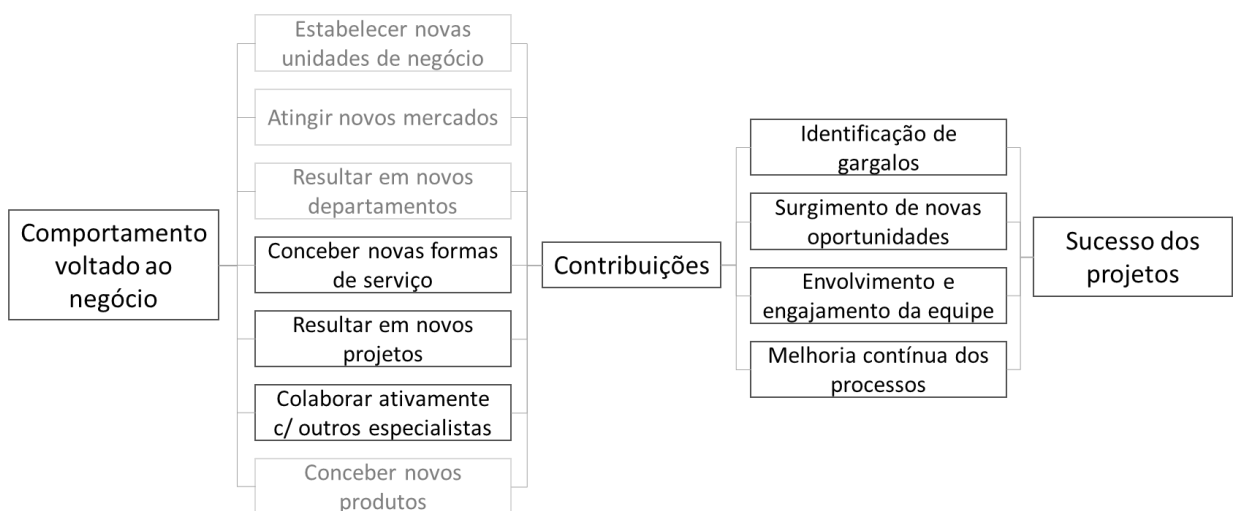 Comportamento
voltado ao
negócio
Estabelecer novas
unidades de negócio
Atingir novos mercados
Resultar em novos
departamentos
Conceber novas formas
de serviço
Resultar em novos
projetos
Colaborar ativamente
c/ outros especialistas
Conceber novos
produtos
Contribuições
Identificação de
gargalos
Surgimento de novas
oportunidades
Envolvimento e
engajamento da equipe
Melhoria contínua dos
processos
Sucesso dos
projetos